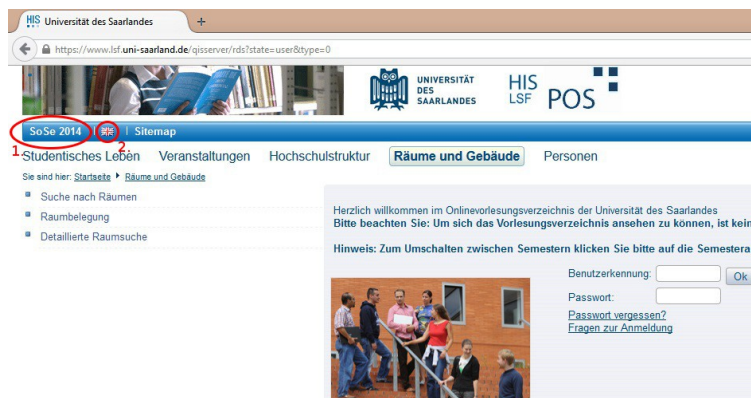 HIS Universität des Saarlandes +
https://www.lsf.uni-saarland.de/qisserver/rds?state=user&type=0
UNIVERSITÄT
DES
SAARLANDES
HIS
LSF POS
SoSe 2014 | | Sitemap
1. 2.
Studentisches Leben Veranstaltungen Hochschulstruktur Räume und Gebäude Personen
Sie sind hier: Startseite Räume und Gebäude
Suche nach Räumen
Raumbelegung
Detaillierte Raumsuche
Herzlich willkommen im Onlinevorlesungsverzeichnis der Universität des Saarlandes
Bitte beachten Sie: Um sich das Vorlesungsverzeichnis ansehen zu können, ist kein
Hinweis: Zum Umschalten zwischen Semestern klicken Sie bitte auf die Semestera
Benutzerkennung: Ok
Passwort:
Passwort vergessen?
Fragen zur Anmeldung